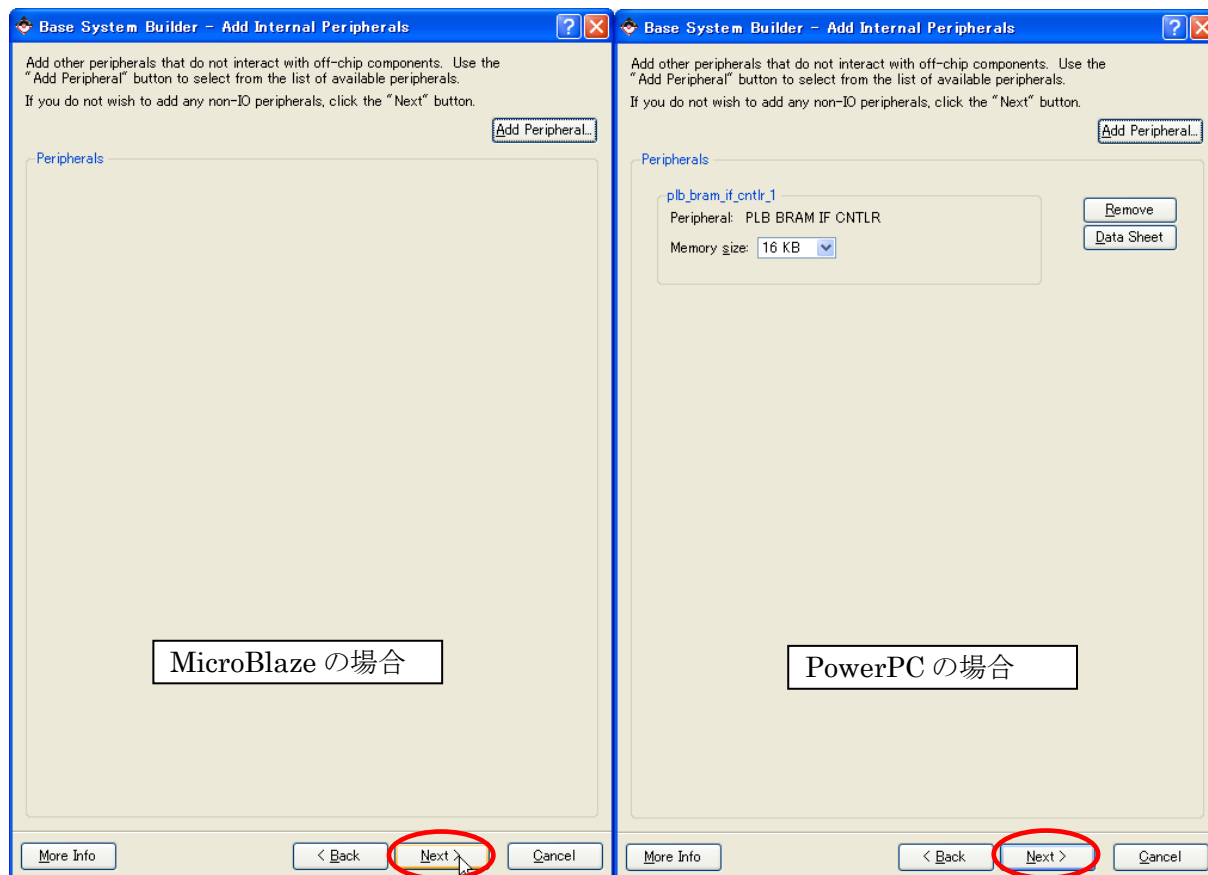 Base System Builder - Add Internal Peripherals
Add other peripherals that do not interact with off-chip components.  Use the
"Add Peripheral" button to select from the list of available peripherals.
If you do not wish to add any non-IO peripherals, click the "Next" button.
Add Peripheral...
Peripherals
MicroBlaze の場合
More Info
< Back
Next >
Cancel
Base System Builder - Add Internal Peripherals
Add other peripherals that do not interact with off-chip components.  Use the
"Add Peripheral" button to select from the list of available peripherals.
If you do not wish to add any non-IO peripherals, click the "Next" button.
Add Peripheral...
Peripherals
plb_bram_if_cntlr_1
Peripheral: PLB BRAM IF CNTLR
Remove
Memory size: 16 KB
Data Sheet
PowerPC の場合
More Info
< Back
Next >
Cancel